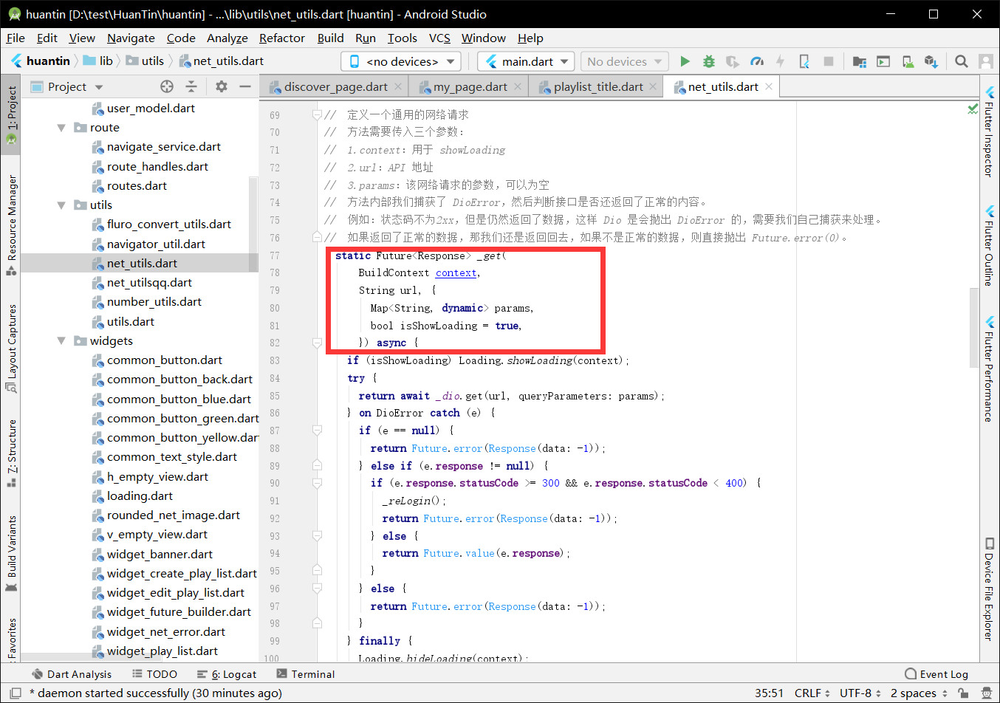 huantin [D:\test\HuanTin\huantin] - ...\lib\utils\net_utils.dart [huantin] - Android Studio
File Edit View Navigate Code Analyze Refactor Build Run Tools VCS Window Help
huantin lib utils net_utils.dart <no devices> main.dart No devices
Project
discover_page.dart my_page.dart playlist_title.dart net_utils.dart
1: Project
Resource Manager
Layout Captures
7: Structure
Build Variants
Favorites
user_model.dart
route
navigate_service.dart
route_handles.dart
routes.dart
utils
fluro_convert_utils.dart
navigator_util.dart
net_utils.dart
net_utilsqq.dart
number_utils.dart
utils.dart
widgets
common_button.dart
common_button_back.dart
common_button_blue.dart
common_button_green.dart
common_button_yellow.dart
common_text_style.dart
h_empty_view.dart
loading.dart
rounded_net_image.dart
v_empty_view.dart
widget_banner.dart
widget_create_play_list.dart
widget_edit_play_list.dart
widget_future_builder.dart
widget_net_error.dart
widget_play_list.dart
69 // 定义一个通用的网络请求
70 // 方法需要传入三个参数：
71 // 1.context：用于 showLoading
72 // 2.url：API 地址
73 // 3.params：该网络请求的参数，可以为空
74 // 方法内部我们捕获了 DioError，然后判断接口是否还返回了正常的内容。
75 // 例如：状态码不为2xx，但是仍然返回了数据，这样 Dio 是会抛出 DioError 的，需要我们自己捕获来处理。
76 // 如果返回了正常的数据，那我们还是返回回去，如果不是正常的数据，则直接抛出 Future.error(0)。
77 static Future<Response> _get(
78 BuildContext context,
79 String url, {
80 Map<String, dynamic> params,
81 bool isShowLoading = true,
82 }) async {
83 if (isShowLoading) Loading.showLoading(context);
84 try {
85 return await _dio.get(url, queryParameters: params);
86 } on DioError catch (e) {
87 if (e == null) {
88 return Future.error(Response(data: -1));
89 } else if (e.response != null) {
90 if (e.response.statusCode >= 300 && e.response.statusCode < 400) {
91 _reLogin();
92 return Future.error(Response(data: -1));
93 } else {
94 return Future.value(e.response);
95 }
96 } else {
97 return Future.error(Response(data: -1));
98 }
99 } finally {
100 Loading.hideLoading(context);
Flutter Inspector
Flutter Outline
Flutter Performance
Device File Explorer
Dart Analysis TODO 6: Logcat Terminal Event Log
* daemon started successfully (30 minutes ago) 35:51 CRLF UTF-8 2 spaces